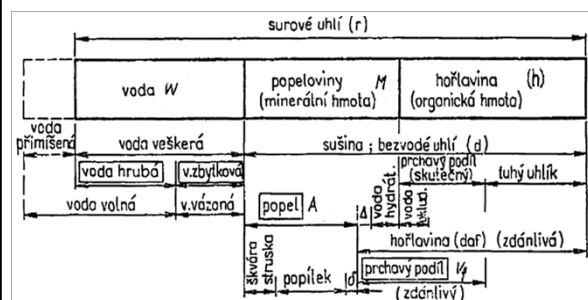 surové uhlí (r)
voda W
popeloviny M
(minerální hmota)
hořlavina (h)
(organická hmota)
voda
přimíšená
voda veškerá
sušina ; bezvodé uhlí (d)
voda hrubá
v.zbytková
voda volná
v.vázaná
popel A
Δ
voda
hydrát.
prchavý podíl
(skutečný)
voda
tuhý uhlík
hořlavina (daf) (zdánlivá)
škvára
struska
popílek
prchavý podíl
(zdánlivý)